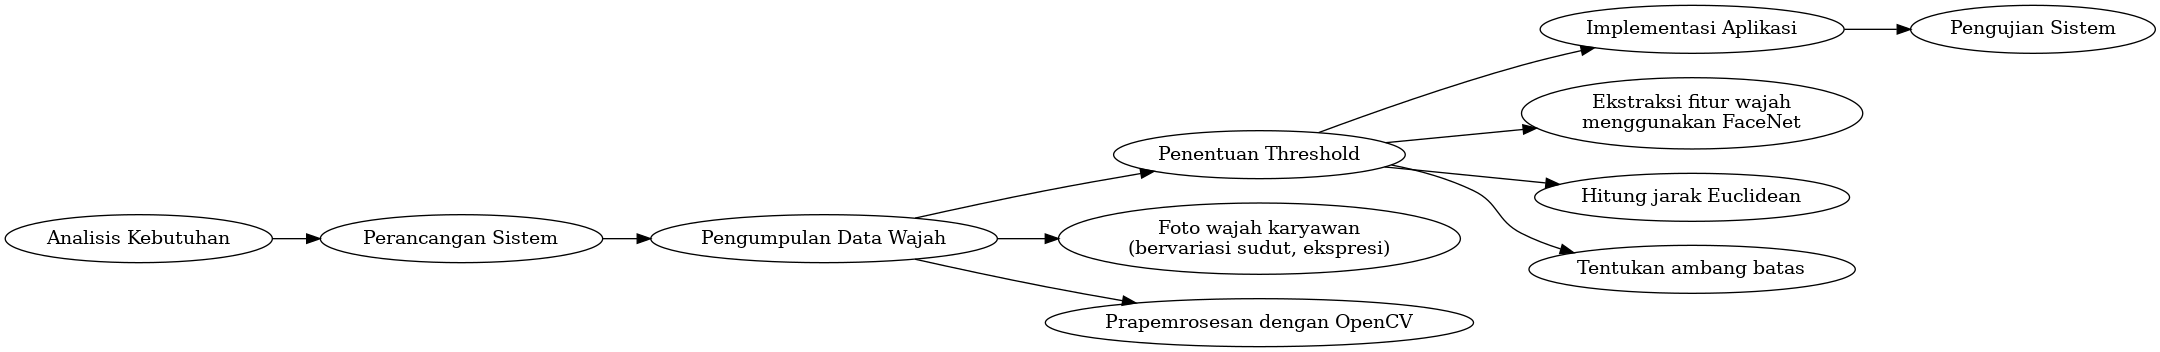 Analisis Kebutuhan
Perancangan Sistem
Pengumpulan Data Wajah
Penentuan Threshold
Foto wajah karyawan
(bervariasi sudut, ekspresi)
Prapemrosesan dengan OpenCV
Implementasi Aplikasi
Ekstraksi fitur wajah
menggunakan FaceNet
Hitung jarak Euclidean
Tentukan ambang batas
Pengujian Sistem